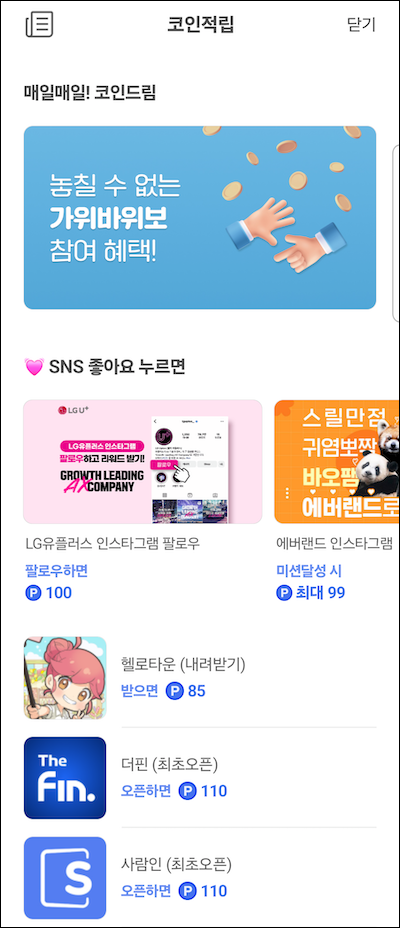 코인적립
닫기
매일매일! 코인드림
놓칠 수 없는
가위바위보
참여 혜택!
SNS 좋아요 누르면
LG U+
LG유플러스 인스타그램
팔로우하고 리워드 받기!
GROWTH LEADING
AX COMPANY
팔로우
스릴만점
귀염뽀짝
바오팸
에버랜드로
LG유플러스 인스타그램 팔로우
팔로우하면
P 100
에버랜드 인스타그램
미션달성 시
P 최대 99
헬로타운 (내려받기)
받으면 P 85
The
Fin.
더핀 (최초오픈)
오픈하면 P 110
S
사람인 (최초오픈)
오픈하면 P 110